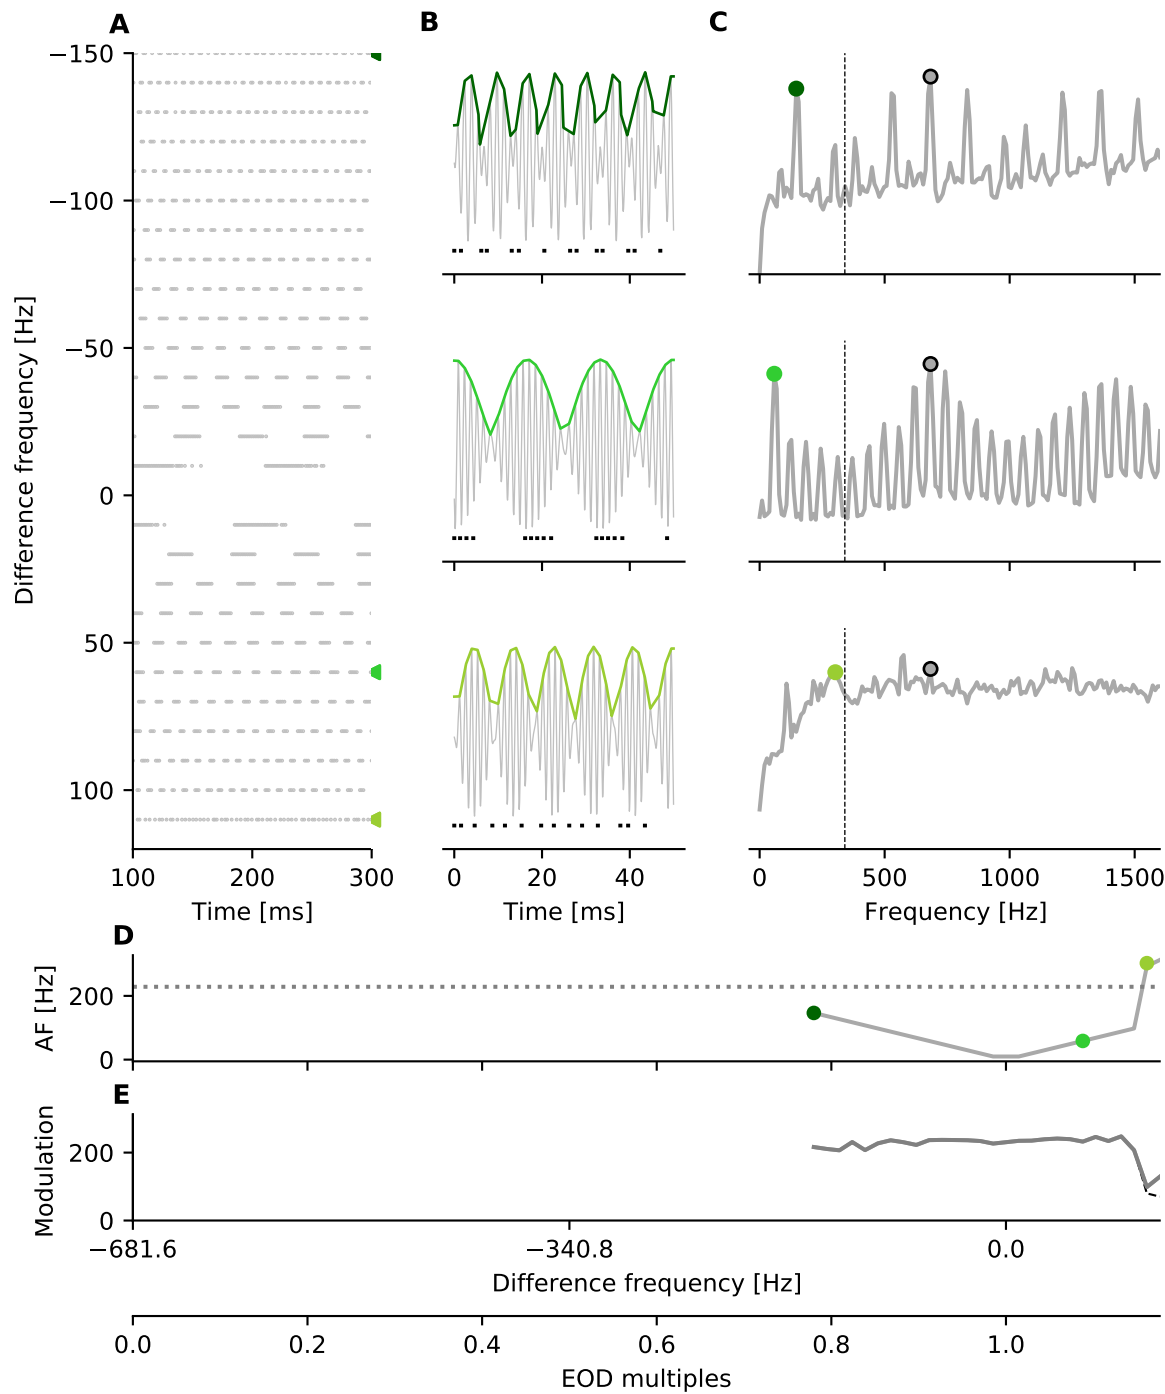 A
B
C
Difference frequency [Hz]
−150
−100
−50
0
50
100
100
200
300
Time [ms]
0
20
40
Time [ms]
0
500
1000
1500
Frequency [Hz]
D
AF [Hz]
200
0
E
Modulation
200
0
−681.6
−340.8
0.0
Difference frequency [Hz]
0.0
0.2
0.4
0.6
0.8
1.0
EOD multiples